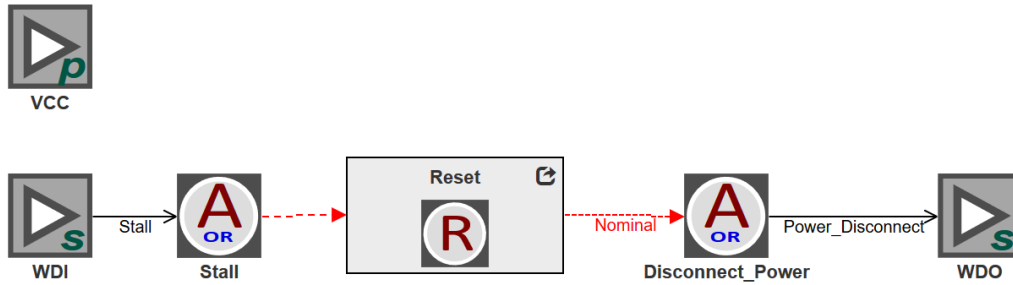 p
VCC
s
WDI
Stall
A
OR
Stall
Reset
R
Nominal
A
OR
Disconnect_Power
Power_Disconnect
s
WDO